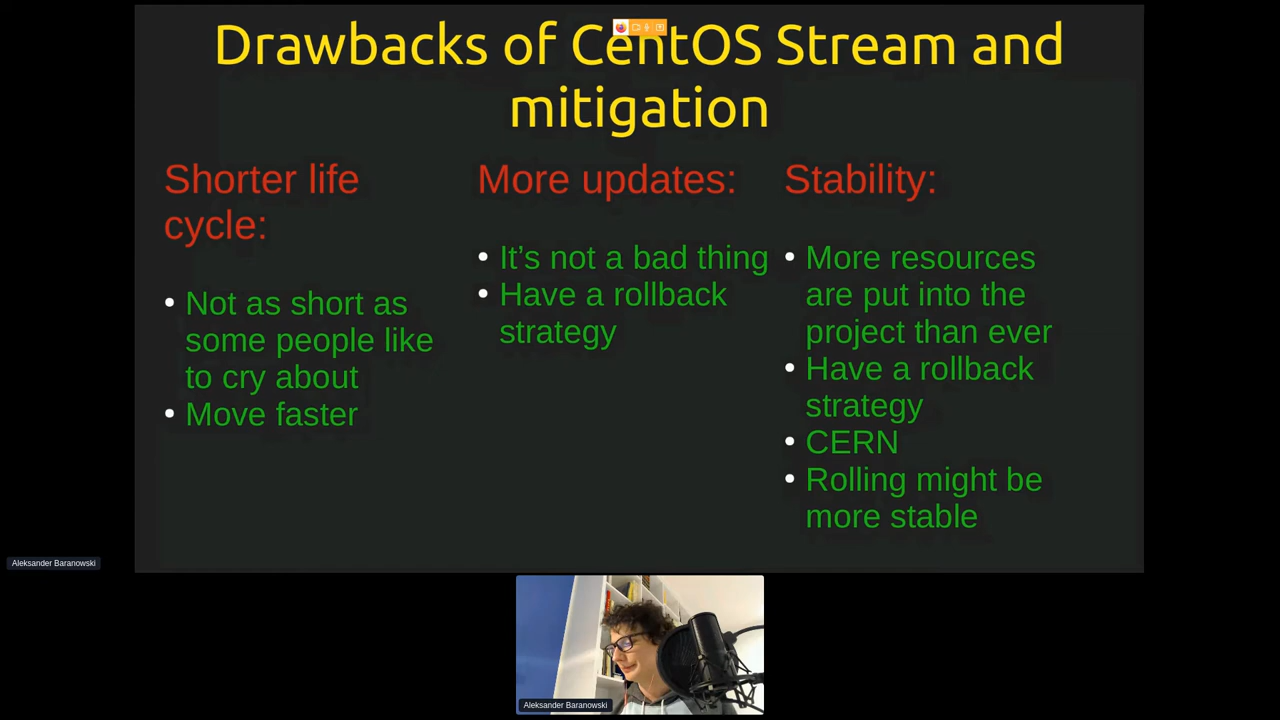 Drawbacks of CentOS Stream and
mitigation
Shorter life
cycle:
Not as short as
some people like
to cry about
Move faster
More updates:
It’s not a bad thing
Have a rollback
strategy
Stability:
More resources
are put into the
project than ever
Have a rollback
strategy
CERN
Rolling might be
more stable
Aleksander Baranowski
Aleksander Baranowski